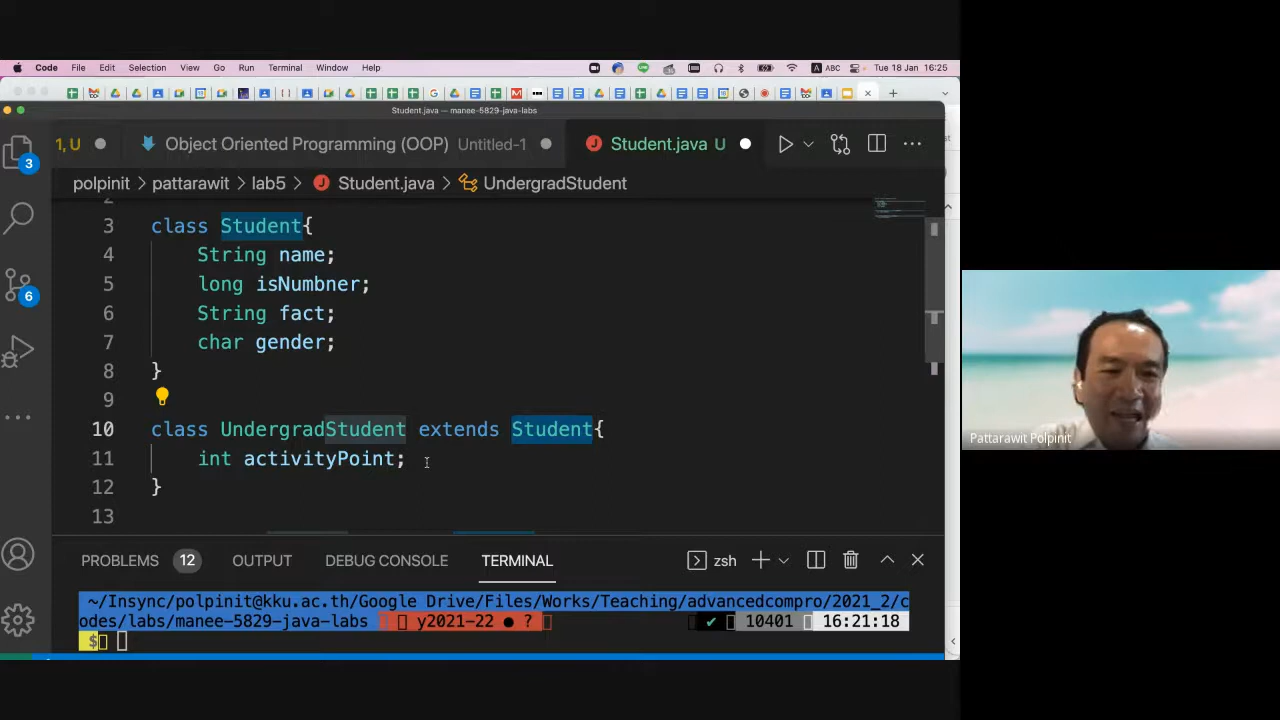 Code File Edit Selection View Go Run Terminal Window Help ABC Tue 18 Jan 16:25
Student.java — manee-5829-java-labs
1, U Object Oriented Programming (OOP) Untitled-1 Student.java U
polpinit > pattarawit > lab5 > Student.java > UndergradStudent
2
3 class Student{
4 String name;
5 long isNumbner;
6 String fact;
7 char gender;
8 }
9
10 class UndergradStudent extends Student{
11 int activityPoint;
12 }
13
3
6
Pattarawit Polpinit
PROBLEMS 12 OUTPUT DEBUG CONSOLE TERMINAL zsh
~/Insync/polpinit@kku.ac.th/Google Drive/Files/Works/Teaching/advancedcompro/2021_2/c
odes/labs/manee-5829-java-labs y2021-22 ● ? ✔ 10401 16:21:18
$